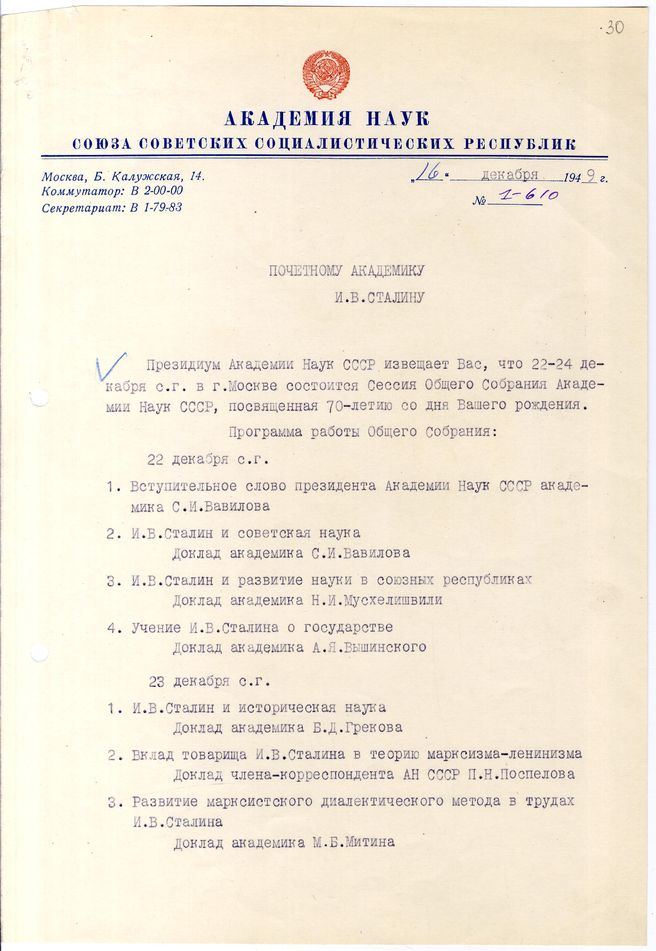 30
АКАДЕМИЯ НАУК
СОЮЗА СОВЕТСКИХ СОЦИАЛИСТИЧЕСКИХ РЕСПУБЛИК
Москва, Б. Калужская, 14.
Коммутатор: В 2-00-00
Секретариат: В 1-79-83
„16“ декабря 1949 г.
№ 1-610
ПОЧЕТНОМУ АКАДЕМИКУ
И.В.СТАЛИНУ
Президиум Академии Наук СССР извещает Вас, что 22-24 де-
кабря с.г. в г.Москве состоится Сессия Общего Собрания Акаде-
мии Наук СССР, посвященная 70-летию со дня Вашего рождения.
Программа работы Общего Собрания:
22 декабря с.г.
1. Вступительное слово президента Академии Наук СССР акаде-
мика С.И.Вавилова
2. И.В.Сталин и советская наука
Доклад академика С.И.Вавилова
3. И.В.Сталин и развитие науки в союзных республиках
Доклад академика Н.И.Мусхелишвили
4. Учение И.В.Сталина о государстве
Доклад академика А.Я.Вышинского
23 декабря с.г.
1. И.В.Сталин и историческая наука
Доклад академика Б.Д.Грекова
2. Вклад товарища И.В.Сталина в теорию марксизма-ленинизма
Доклад члена-корреспондента АН СССР П.Н.Поспелова
3. Развитие марксистского диалектического метода в трудах
И.В.Сталина
Доклад академика М.Б.Митина